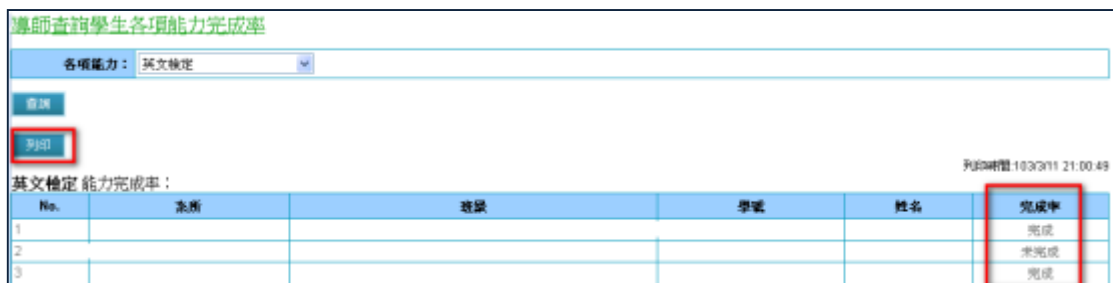 導師查詢學生各項能力完成率
各項能力： 英文檢定
查詢
列印
列印時間:103/3/11 21:00:49
英文檢定 能力完成率：
No. 系所 班級 學號 姓名 完成率
1 完成
2 未完成
3 完成